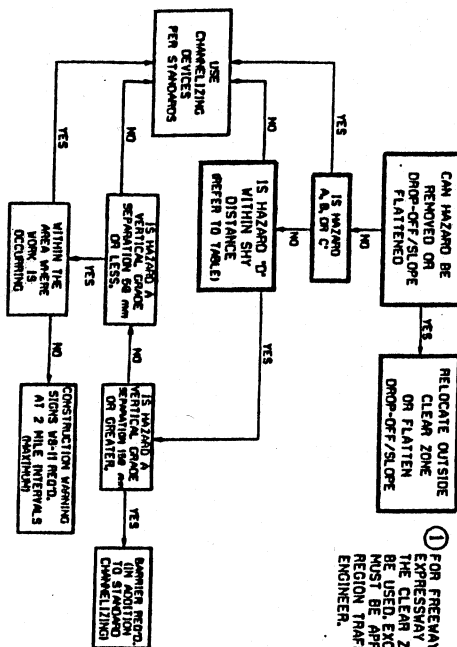 CAN HAZARD BE
REMOVED OR
DROP-OFF/SLOPE
FLATTENED
YES
RELOCATE OUTSIDE
CLEAR ZONE
OR FLATTEN
DROP-OFF/SLOPE
NO
IS HAZARD
A, B, OR C"
YES
NO
IS HAZARD "D"
WITHIN SHY
DISTANCE
(REFER TO TABLE)
NO
YES
USE
CHANNELIZING
DEVICES
PER STANDARDS
IS HAZARD A
VERTICAL GRADE
SEPARATION 150 mm
OR GREATER.
YES
BARRIER REQ'D.
(IN ADDITION
TO STANDARD
CHANNELIZING)
NO
IS HAZARD A
VERTICAL GRADE
SEPARATION mm
OR LESS.
NO
YES
WITHIN THE
AREA WHERE
WORK IS
OCCURRING
YES
NO
CONSTRUCTION WARNING
SIGNS W8-11 REQ'D.
AT 2 MILE INTERVALS
(MAXIMUM)
1 FOR FREEWAY
EXPRESSWAY
THE CLEAR Z
BE USED. EXC
MUST BE APP
REGION TRAF
ENGINEER.